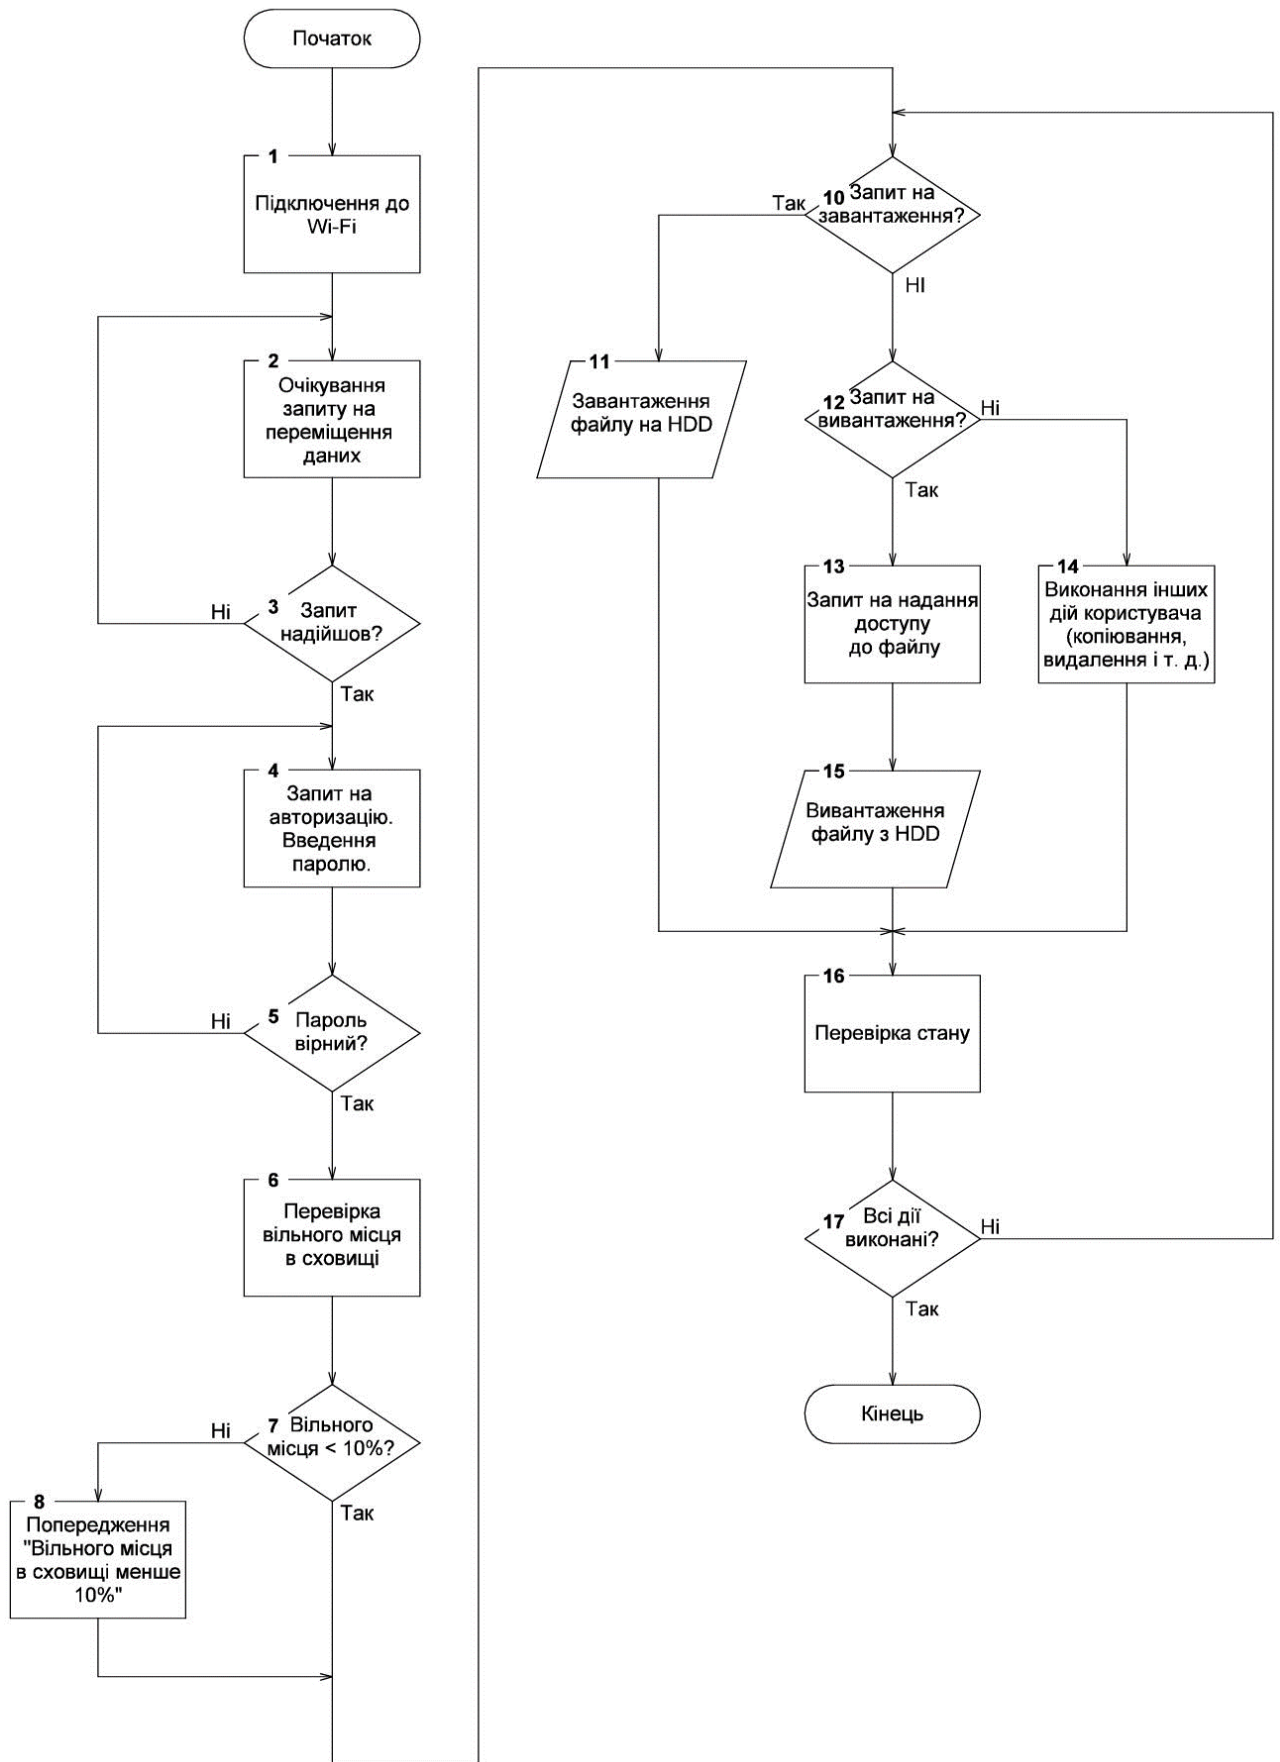 Початок
1
Підключення до
Wi-Fi
2
Очікування
запиту на
переміщення
даних
3
Запит
надійшов?
Ні
Так
4
Запит на
авторизацію.
Введення
паролю.
5
Пароль
вірний?
Ні
Так
6
Перевірка
вільного місця
в сховищі
7
Вільного
місця < 10%?
Ні
Так
8
Попередження
"Вільного місця
в сховищі менше
10%"
10
Запит на
завантаження?
Так
НІ
11
Завантаження
файлу на HDD
12
Запит на
вивантаження?
Ні
Так
13
Запит на надання
доступу
до файлу
14
Виконання інших
дій користувача
(копіювання,
видалення і т. д.)
15
Вивантаження
файлу з HDD
16
Перевірка стану
17
Всі дії
виконані?
Ні
Так
Кінець